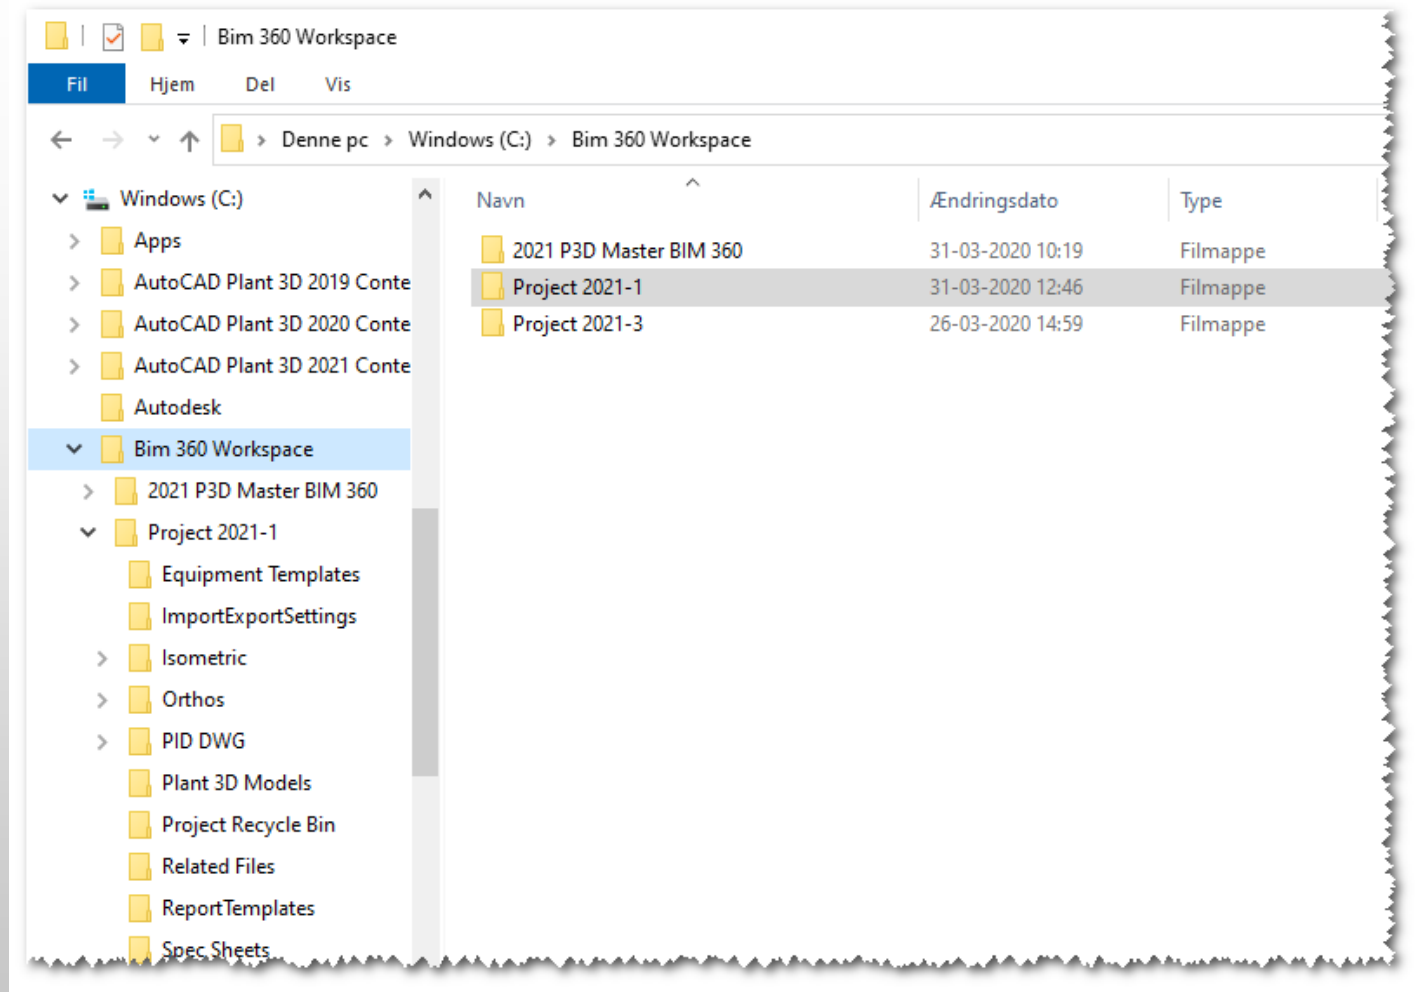 Bim 360 Workspace
Fil Hjem Del Vis
Denne pc Windows (C:) Bim 360 Workspace
Windows (C:)
Apps
AutoCAD Plant 3D 2019 Conte
AutoCAD Plant 3D 2020 Conte
AutoCAD Plant 3D 2021 Conte
Autodesk
Bim 360 Workspace
2021 P3D Master BIM 360
Project 2021-1
Equipment Templates
ImportExportSettings
Isometric
Orthos
PID DWG
Plant 3D Models
Project Recycle Bin
Related Files
ReportTemplates
Spec Sheets
Navn Ændringsdato Type
2021 P3D Master BIM 360 31-03-2020 10:19 Filmappe
Project 2021-1 31-03-2020 12:46 Filmappe
Project 2021-3 26-03-2020 14:59 Filmappe